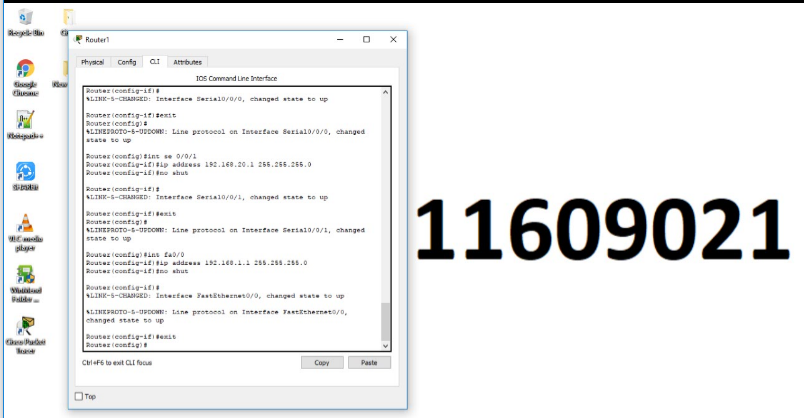 Recycle Bin
Google
Chrome
New
Notepad++
SHAREit
VLC media
player
WinMend
Folder ...
Cisco Packet
Tracer
Router1
Physical Config CLI Attributes
IOS Command Line Interface
Router(config-if)#
%LINK-5-CHANGED: Interface Serial0/0/0, changed state to up
Router(config-if)#exit
Router(config)#
%LINEPROTO-5-UPDOWN: Line protocol on Interface Serial0/0/0, changed
state to up
Router(config)#int se 0/0/1
Router(config-if)#ip address 192.168.20.1 255.255.255.0
Router(config-if)#no shut
Router(config-if)#
%LINK-5-CHANGED: Interface Serial0/0/1, changed state to up
Router(config-if)#exit
Router(config)#
%LINEPROTO-5-UPDOWN: Line protocol on Interface Serial0/0/1, changed
state to up
Router(config)#int fa0/0
Router(config-if)#ip address 192.168.1.1 255.255.255.0
Router(config-if)#no shut
Router(config-if)#
%LINK-5-CHANGED: Interface FastEthernet0/0, changed state to up
%LINEPROTO-5-UPDOWN: Line protocol on Interface FastEthernet0/0,
changed state to up
Router(config-if)#exit
Router(config)#
Ctrl+F6 to exit CLI focus
Copy Paste
Top
11609021